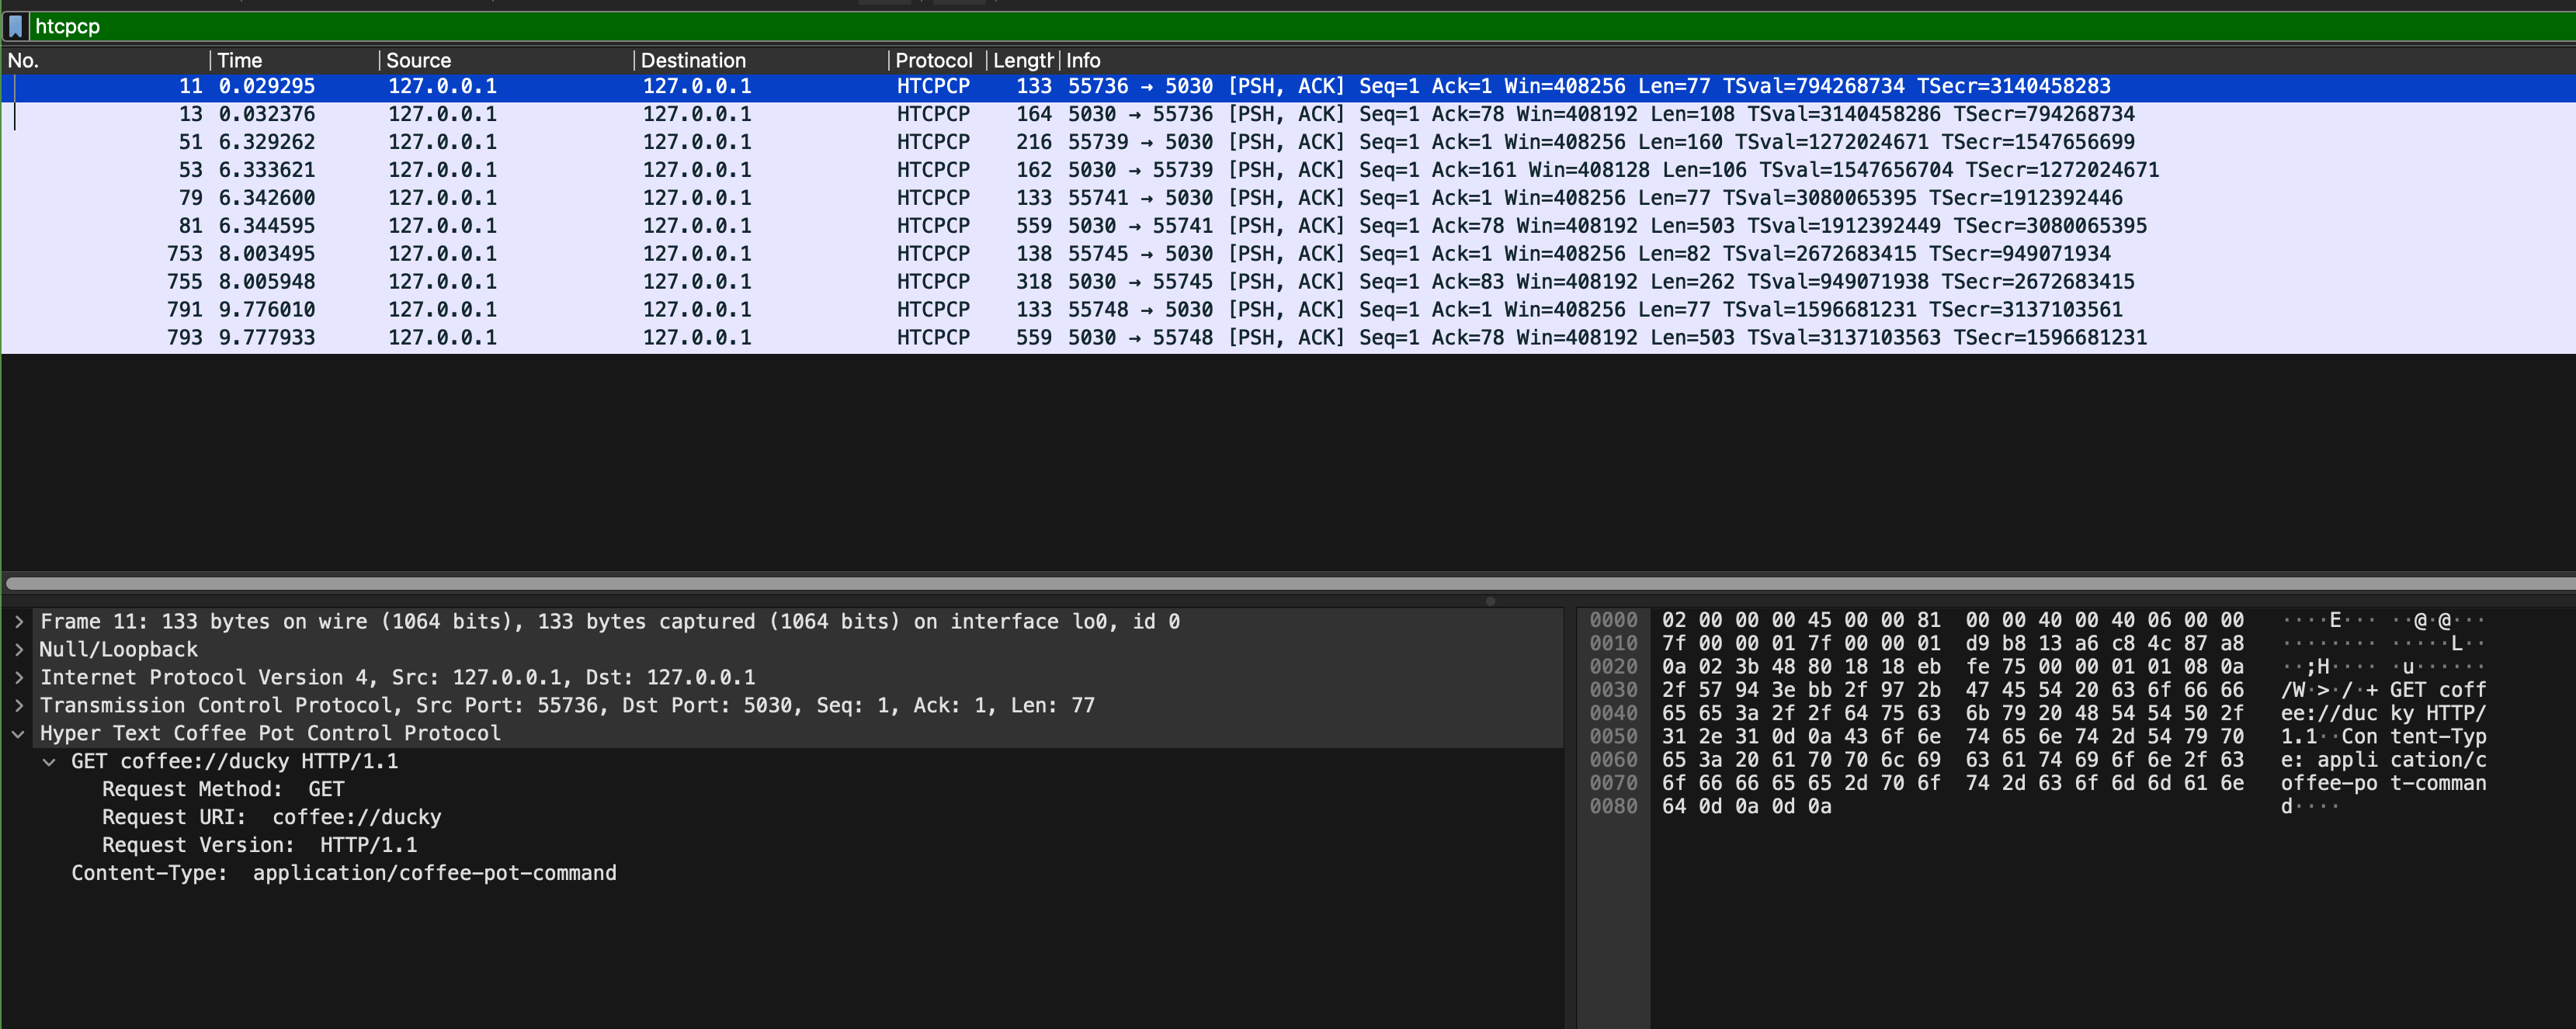 htcpcp
No. Time Source Destination Protocol Length Info
11 0.029295 127.0.0.1 127.0.0.1 HTCPCP 133 55736 → 5030 [PSH, ACK] Seq=1 Ack=1 Win=408256 Len=77 TSval=794268734 TSecr=3140458283
13 0.032376 127.0.0.1 127.0.0.1 HTCPCP 164 5030 → 55736 [PSH, ACK] Seq=1 Ack=78 Win=408192 Len=108 TSval=3140458286 TSecr=794268734
51 6.329262 127.0.0.1 127.0.0.1 HTCPCP 216 55739 → 5030 [PSH, ACK] Seq=1 Ack=1 Win=408256 Len=160 TSval=1272024671 TSecr=1547656699
53 6.333621 127.0.0.1 127.0.0.1 HTCPCP 162 5030 → 55739 [PSH, ACK] Seq=1 Ack=161 Win=408128 Len=106 TSval=1547656704 TSecr=1272024671
79 6.342600 127.0.0.1 127.0.0.1 HTCPCP 133 55741 → 5030 [PSH, ACK] Seq=1 Ack=1 Win=408256 Len=77 TSval=3080065395 TSecr=1912392446
81 6.344595 127.0.0.1 127.0.0.1 HTCPCP 559 5030 → 55741 [PSH, ACK] Seq=1 Ack=78 Win=408192 Len=503 TSval=1912392449 TSecr=3080065395
753 8.003495 127.0.0.1 127.0.0.1 HTCPCP 138 55745 → 5030 [PSH, ACK] Seq=1 Ack=1 Win=408256 Len=82 TSval=2672683415 TSecr=949071934
755 8.005948 127.0.0.1 127.0.0.1 HTCPCP 318 5030 → 55745 [PSH, ACK] Seq=1 Ack=83 Win=408192 Len=262 TSval=949071938 TSecr=2672683415
791 9.776010 127.0.0.1 127.0.0.1 HTCPCP 133 55748 → 5030 [PSH, ACK] Seq=1 Ack=1 Win=408256 Len=77 TSval=1596681231 TSecr=3137103561
793 9.777933 127.0.0.1 127.0.0.1 HTCPCP 559 5030 → 55748 [PSH, ACK] Seq=1 Ack=78 Win=408192 Len=503 TSval=3137103563 TSecr=1596681231
Frame 11: 133 bytes on wire (1064 bits), 133 bytes captured (1064 bits) on interface lo0, id 0
Null/Loopback
Internet Protocol Version 4, Src: 127.0.0.1, Dst: 127.0.0.1
Transmission Control Protocol, Src Port: 55736, Dst Port: 5030, Seq: 1, Ack: 1, Len: 77
Hyper Text Coffee Pot Control Protocol
GET coffee://ducky HTTP/1.1
Request Method: GET
Request URI: coffee://ducky
Request Version: HTTP/1.1
Content-Type: application/coffee-pot-command
0000 02 00 00 00 45 00 00 81 00 00 40 00 40 06 00 00 ····E··· ··@·@···
0010 7f 00 00 01 7f 00 00 01 d9 b8 13 a6 c8 4c 87 a8 ········ ·····L··
0020 0a 02 3b 48 80 18 18 eb fe 75 00 00 01 01 08 0a ··;H···· ·u······
0030 2f 57 94 3e bb 2f 97 2b 47 45 54 20 63 6f 66 66 /W·>·/·+ GET coff
0040 65 65 3a 2f 2f 64 75 63 6b 79 20 48 54 54 50 2f ee://duc ky HTTP/
0050 31 2e 31 0d 0a 43 6f 6e 74 65 6e 74 2d 54 79 70 1.1··Con tent-Typ
0060 65 3a 20 61 70 70 6c 69 63 61 74 69 6f 6e 2f 63 e: appli cation/c
0070 6f 66 66 65 65 2d 70 6f 74 2d 63 6f 6d 6d 61 6e offee-po t-comman
0080 64 0d 0a 0d 0a d····